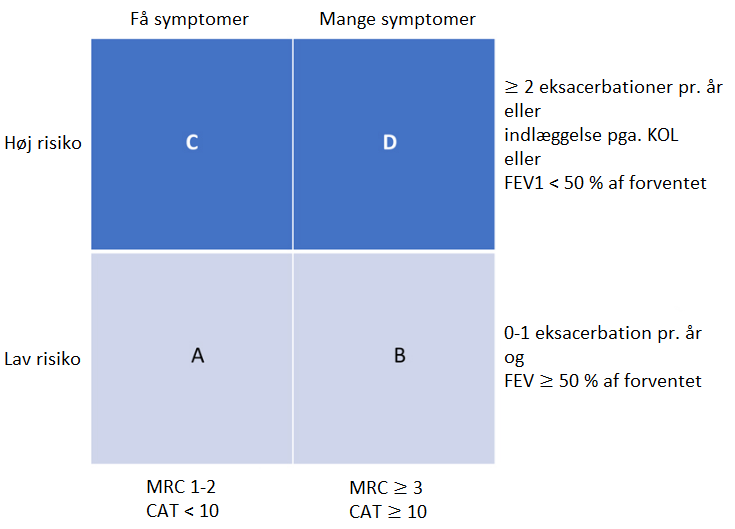 Få symptomer
Mange symptomer
Høj risiko
C
D
≥ 2 eksacerbationer pr. år
eller
indlæggelse pga. KOL
eller
FEV1 < 50 % af forventet
Lav risiko
A
B
0-1 eksacerbation pr. år
og
FEV ≥ 50 % af forventet
MRC 1-2
CAT < 10
MRC ≥ 3
CAT ≥ 10